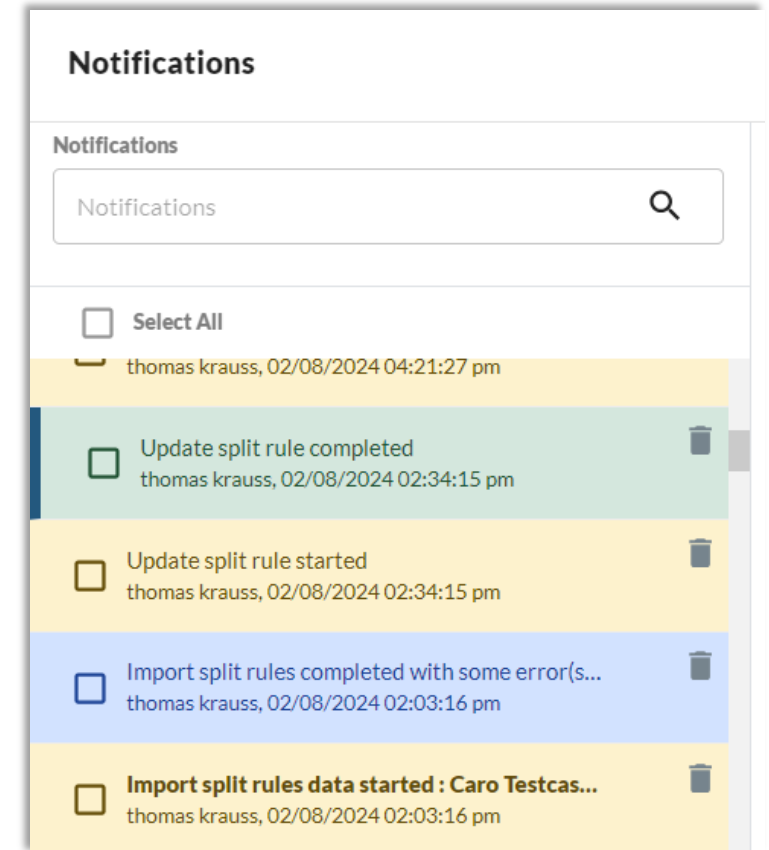 Notifications
Notifications
Notifications
Select All
thomas krauss, 02/08/2024 04:21:27 pm
Update split rule completed
thomas krauss, 02/08/2024 02:34:15 pm
Update split rule started
thomas krauss, 02/08/2024 02:34:15 pm
Import split rules completed with some error(s...
thomas krauss, 02/08/2024 02:03:16 pm
Import split rules data started : Caro Testcas...
thomas krauss, 02/08/2024 02:03:16 pm